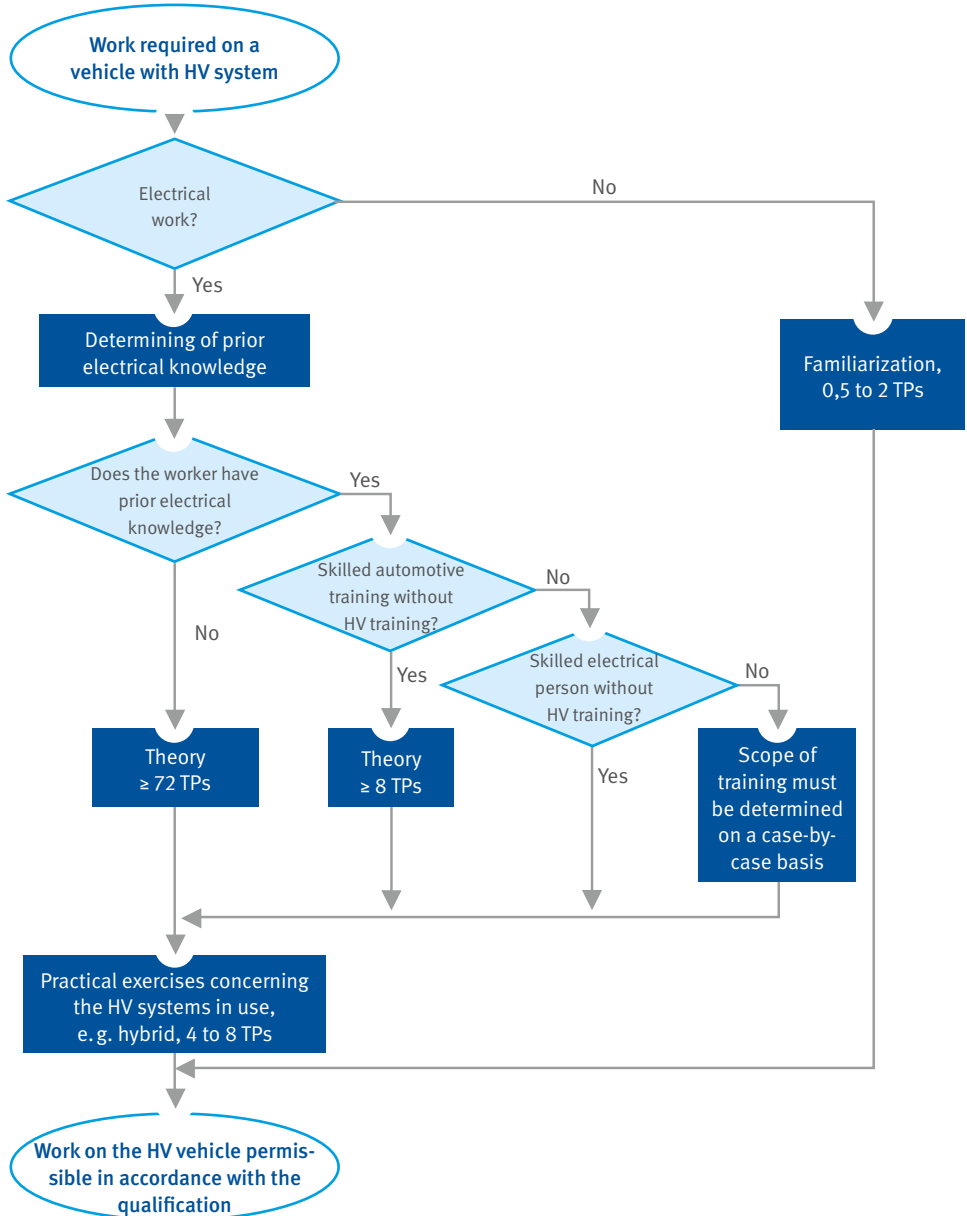 Work required on a
vehicle with HV system
Electrical
work?
No
Yes
Determining of prior
electrical knowledge
Familiarization,
0,5 to 2 TPs
Does the worker have
prior electrical
knowledge?
Yes
Skilled automotive
training without
HV training?
No
No
Skilled electrical
person without
HV training?
No
Yes
Theory
≥ 72 TPs
Theory
≥ 8 TPs
Yes
Scope of
training must
be determined
on a case-by-
case basis
Practical exercises concerning
the HV systems in use,
e. g. hybrid, 4 to 8 TPs
Work on the HV vehicle permis-
sible in accordance with the
qualification